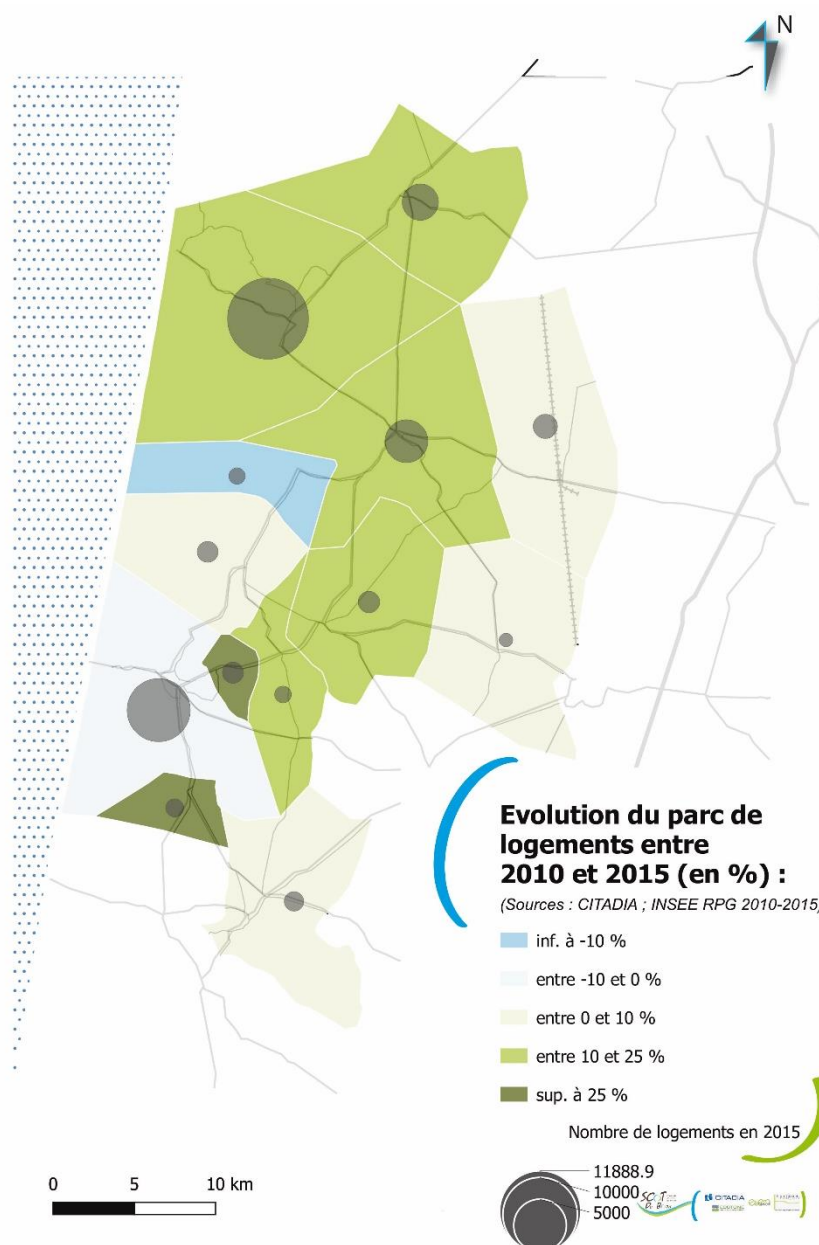 N
Evolution du parc de
logements entre
2010 et 2015 (en %) :
(Sources : CITADIA ; INSEE RPG 2010-2015)
inf. à -10 %
entre -10 et 0 %
entre 0 et 10 %
entre 10 et 25 %
sup. à 25 %
Nombre de logements en 2015
11888.9
10000
5000
0 5 10 km
CITADIA